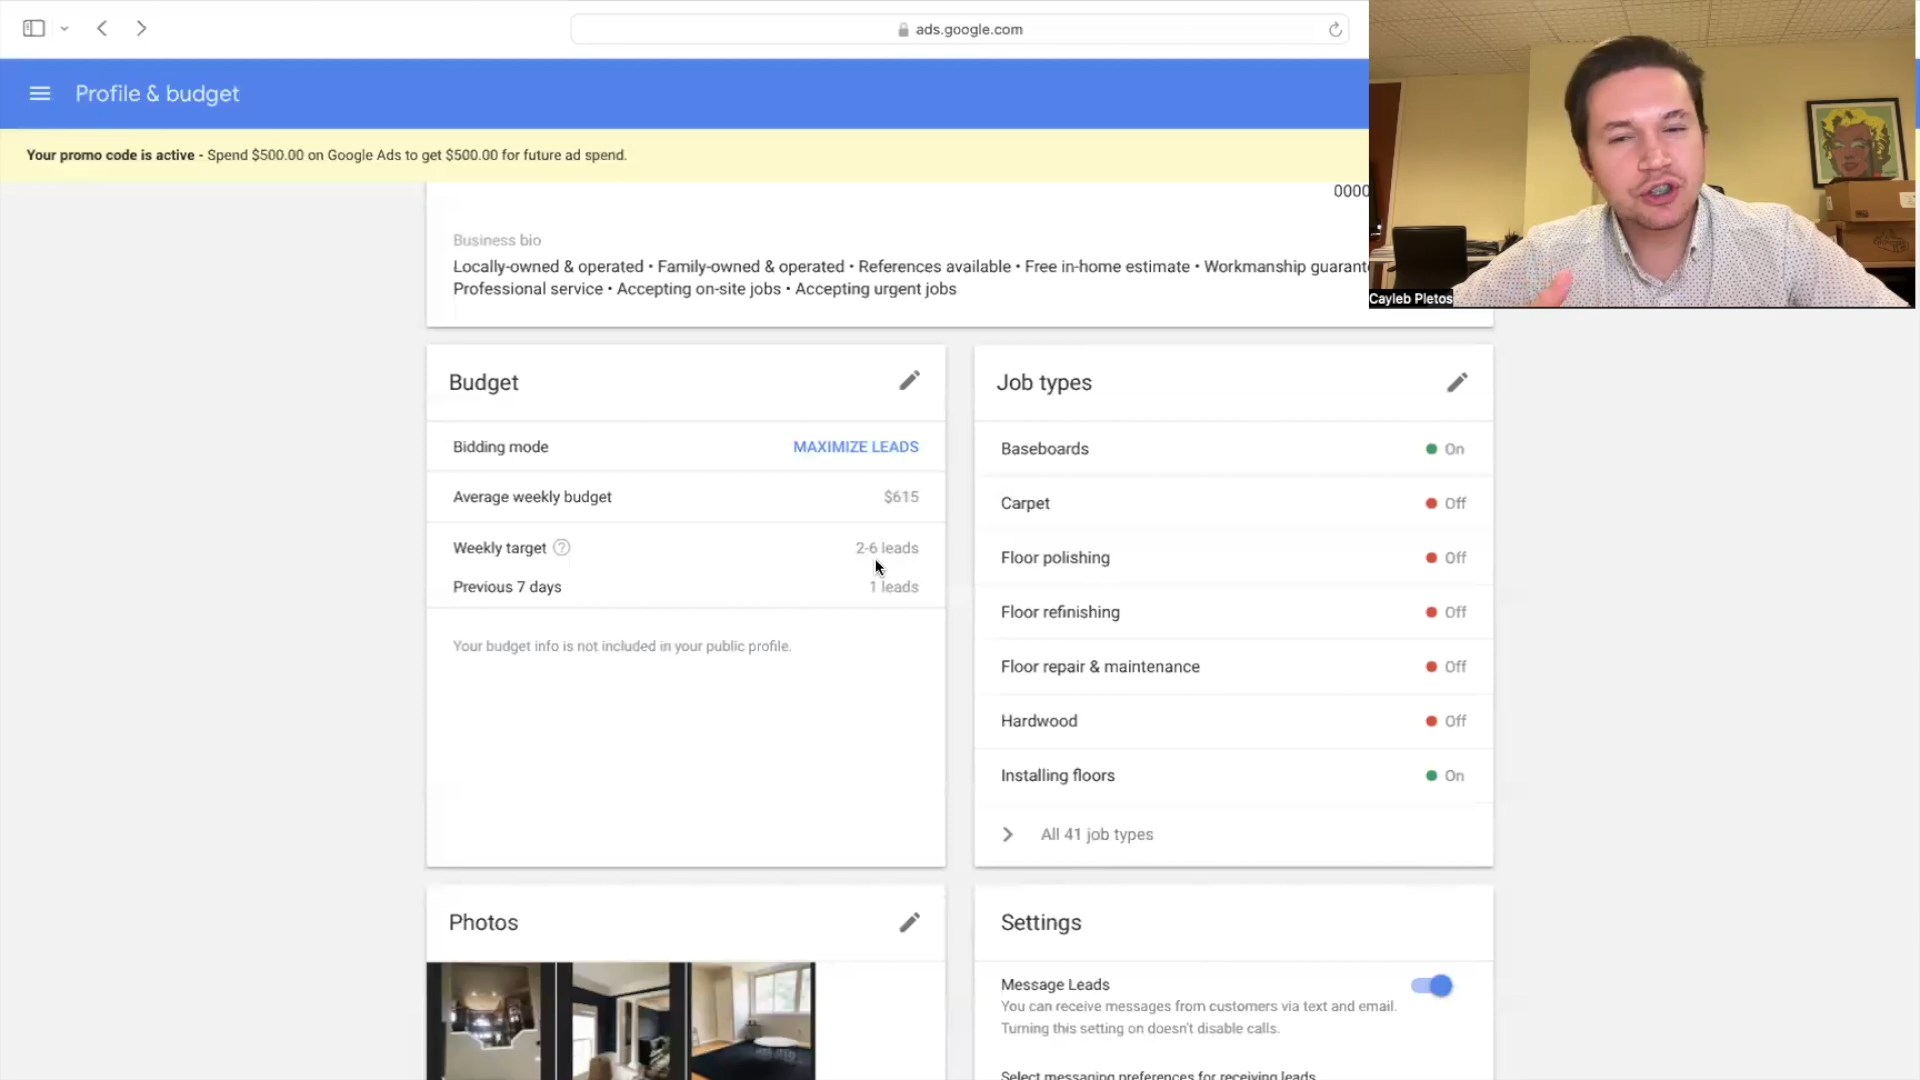 ads.google.com
Profile & budget
Your promo code is active - Spend $500.00 on Google Ads to get $500.00 for future ad spend.
0000
Business bio
Locally-owned & operated • Family-owned & operated • References available • Free in-home estimate • Workmanship guarant
Professional service • Accepting on-site jobs • Accepting urgent jobs
Cayleb Pletos
Budget
Bidding mode MAXIMIZE LEADS
Average weekly budget $615
Weekly target ? 2-6 leads
Previous 7 days 1 leads
Your budget info is not included in your public profile.
Job types
Baseboards On
Carpet Off
Floor polishing Off
Floor refinishing Off
Floor repair & maintenance Off
Hardwood Off
Installing floors On
All 41 job types
Photos
Settings
Message Leads
You can receive messages from customers via text and email.
Turning this setting on doesn't disable calls.
Select messaging preferences for receiving leads